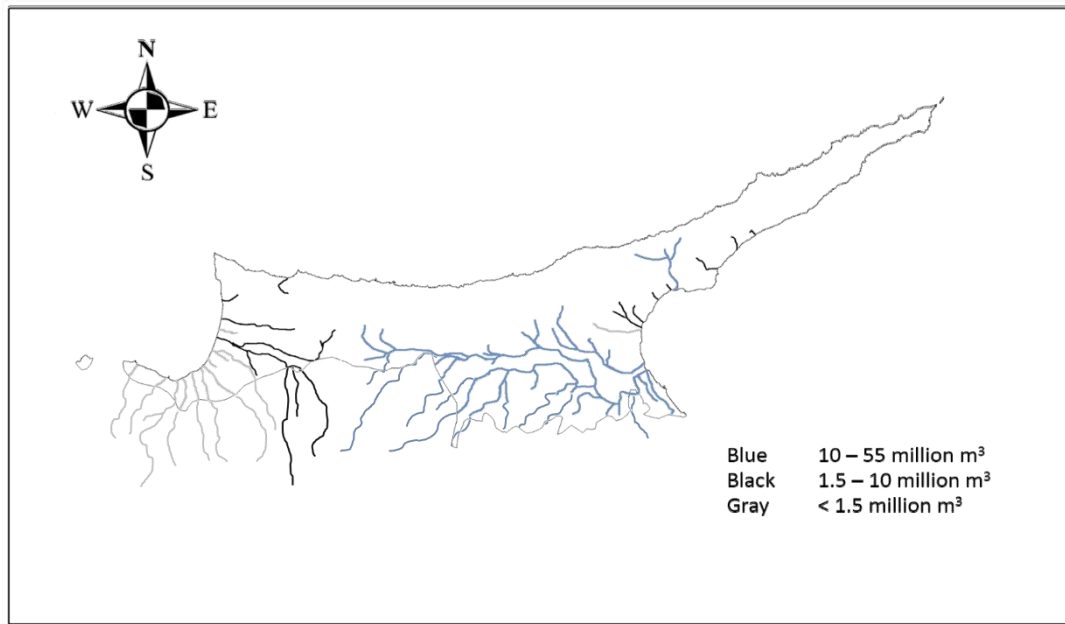 N
W E
S
Blue 10 – 55 million m³
Black 1.5 – 10 million m³
Gray < 1.5 million m³